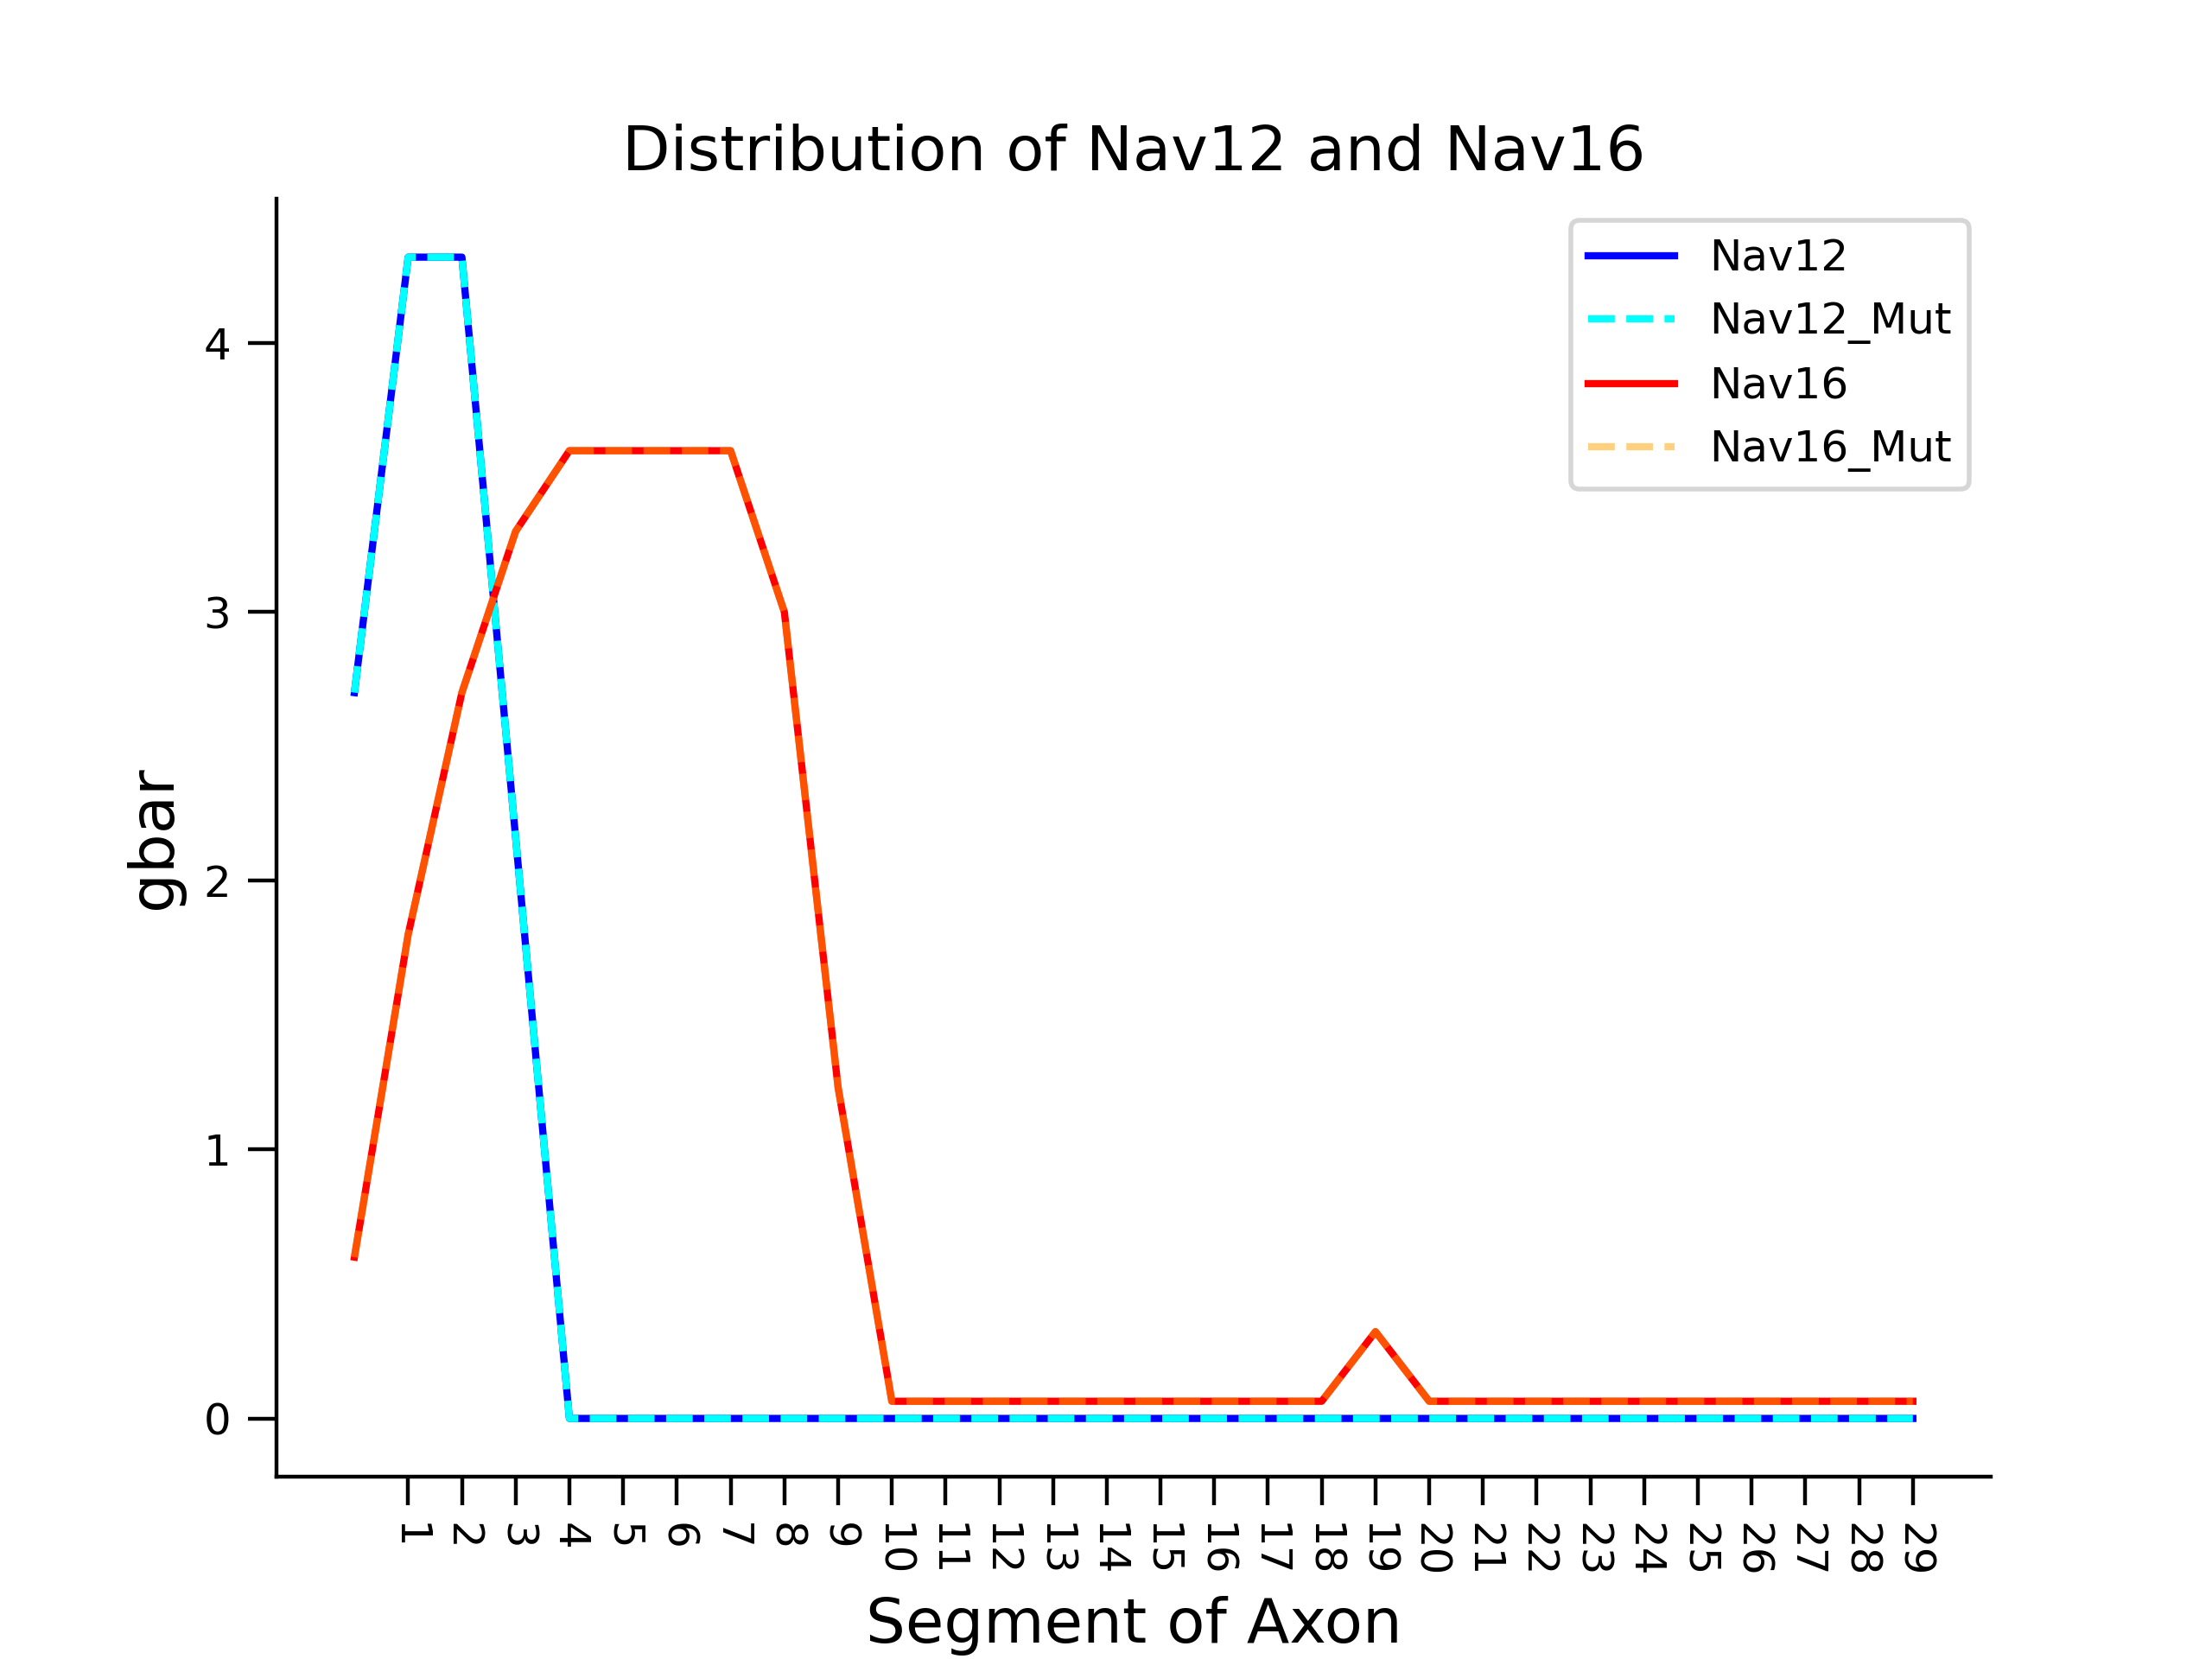 Distribution of Nav12 and Nav16
Nav12
Nav12_Mut
Nav16
Nav16_Mut
4
3
2
1
0
gbar
1 2 3 4 5 6 7 8 9 10 11 12 13 14 15 16 17 18 19 20 21 22 23 24 25 26 27 28 29
Segment of Axon